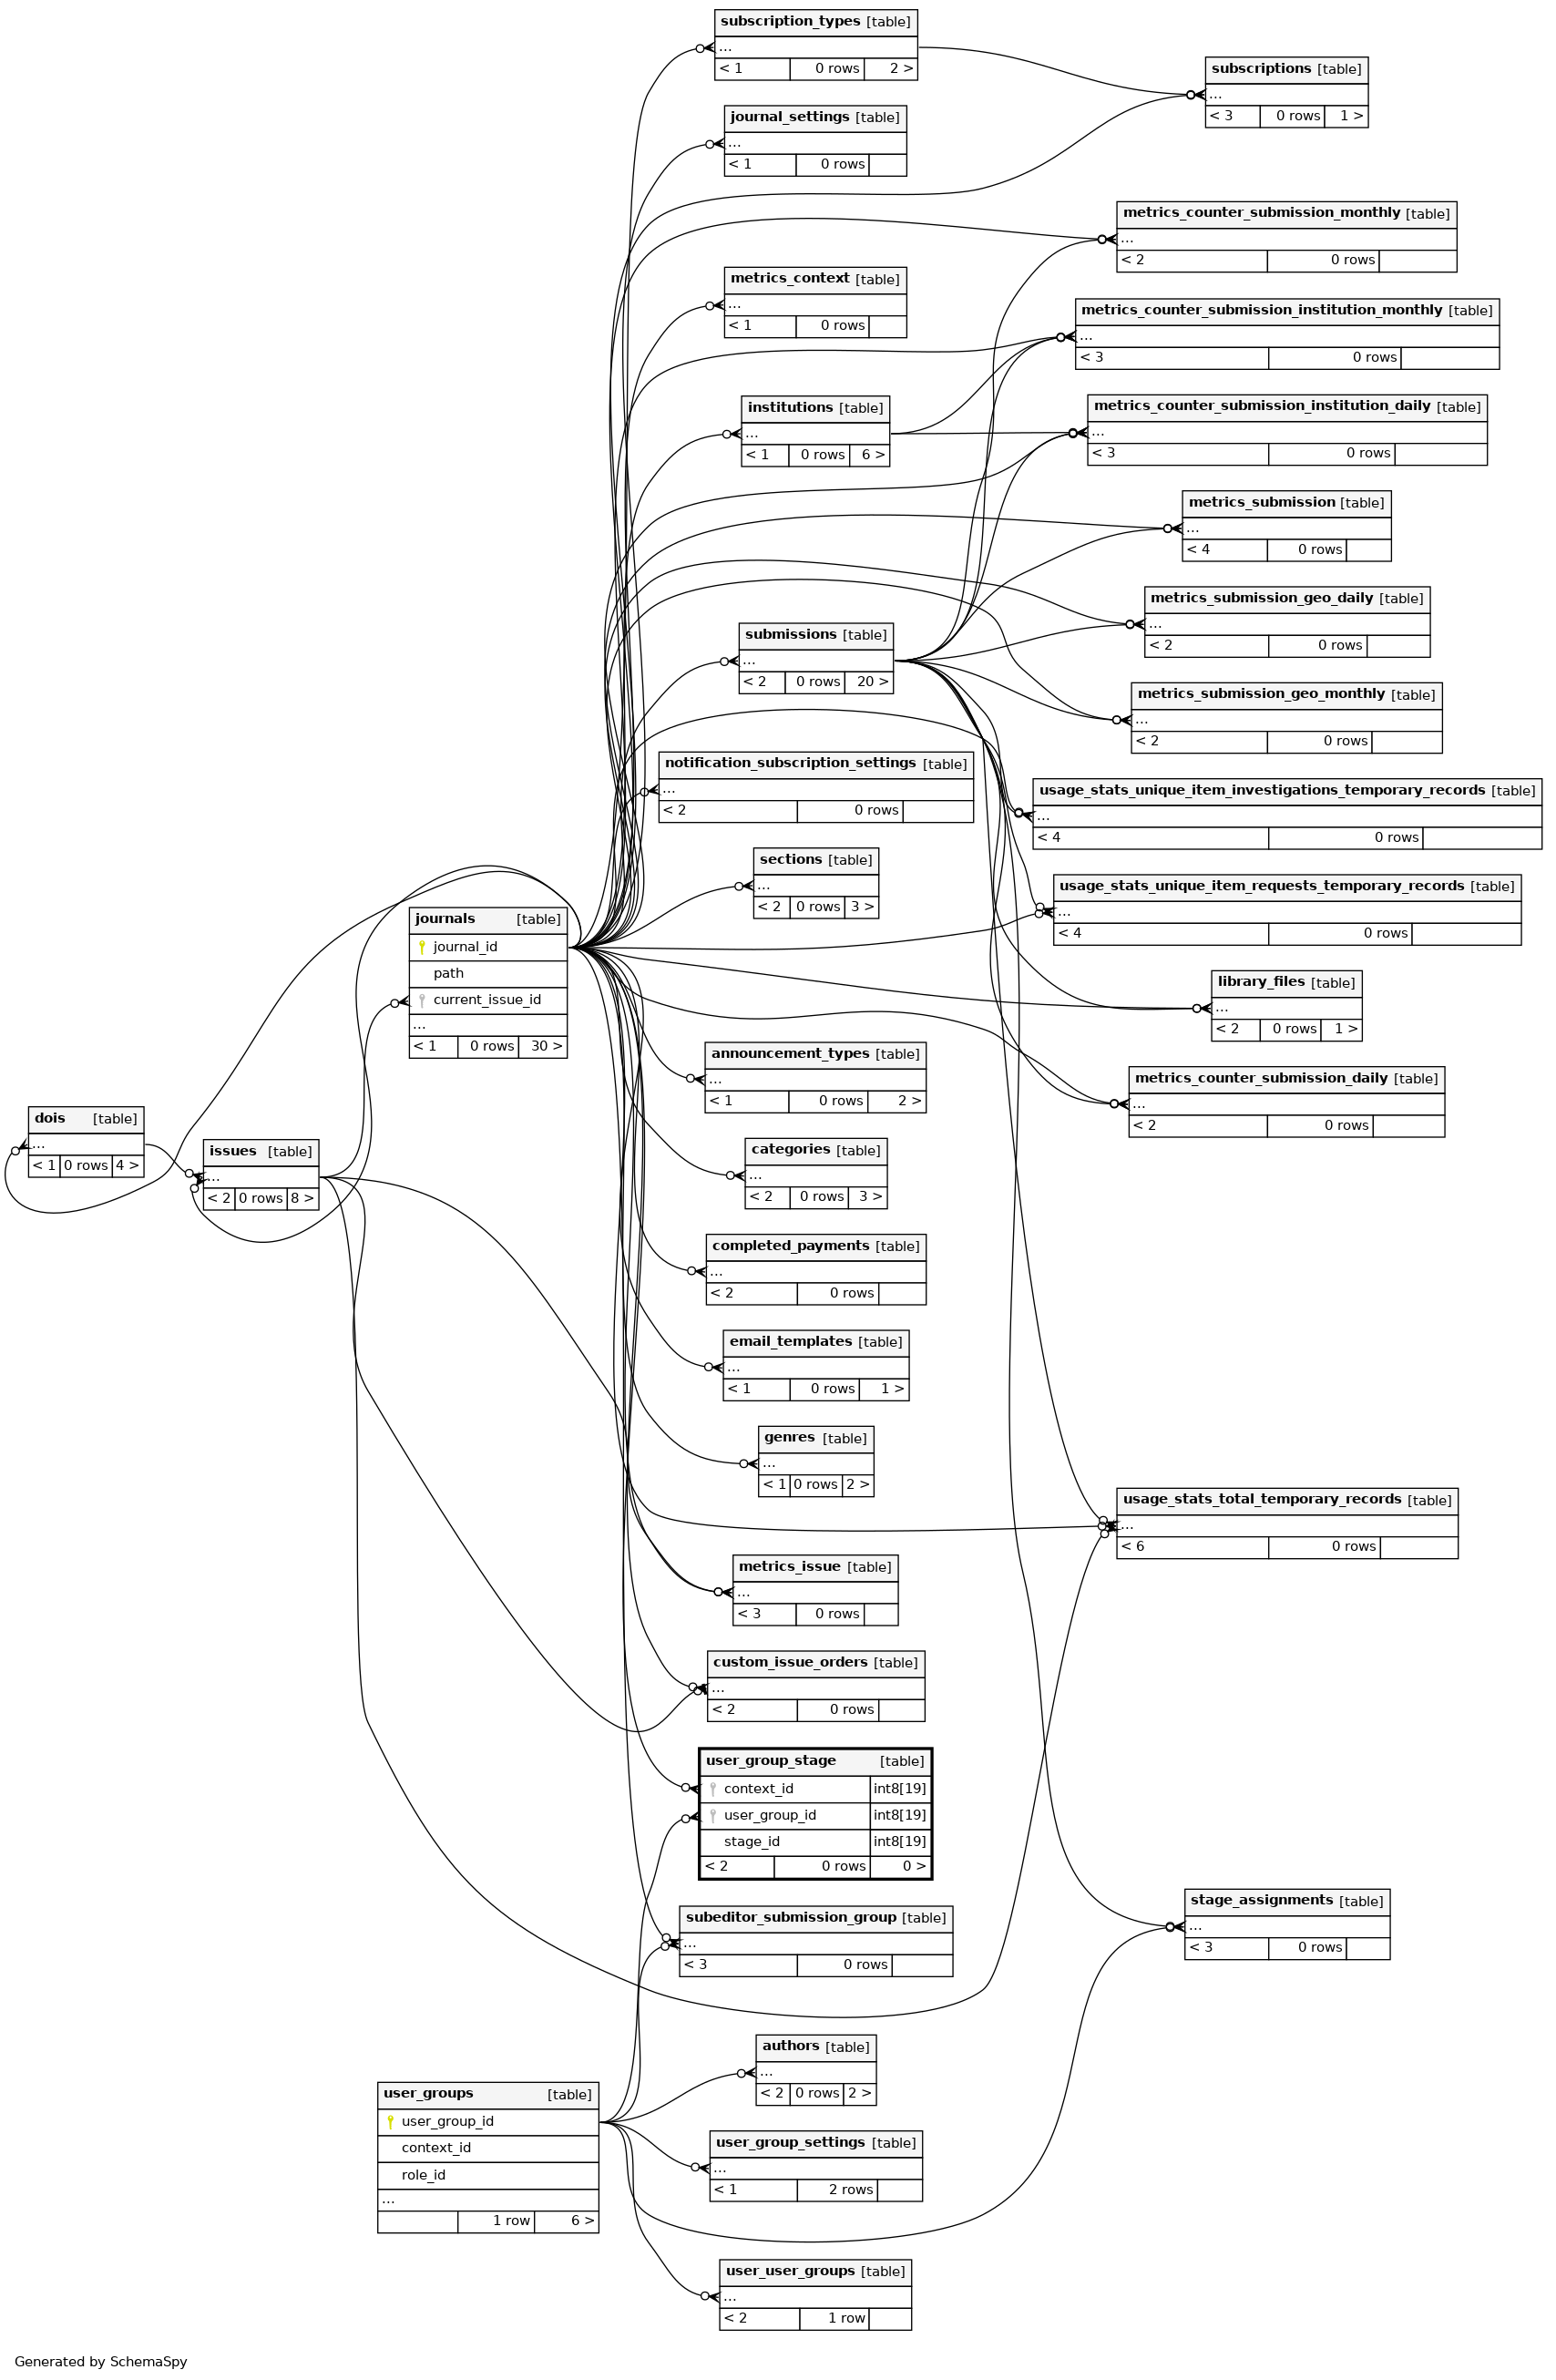 subscription_types [table]
...
< 1 0 rows 2 >
subscriptions [table]
...
< 3 0 rows 1 >
journal_settings [table]
...
< 1 0 rows
metrics_counter_submission_monthly [table]
...
< 2 0 rows
metrics_context [table]
...
< 1 0 rows
metrics_counter_submission_institution_monthly [table]
...
< 3 0 rows
institutions [table]
...
< 1 0 rows 6 >
metrics_counter_submission_institution_daily [table]
...
< 3 0 rows
metrics_submission [table]
...
< 4 0 rows
metrics_submission_geo_daily [table]
...
< 2 0 rows
submissions [table]
...
< 2 0 rows 20 >
metrics_submission_geo_monthly [table]
...
< 2 0 rows
notification_subscription_settings [table]
...
< 2 0 rows
usage_stats_unique_item_investigations_temporary_records [table]
...
< 4 0 rows
sections [table]
...
< 2 0 rows 3 >
usage_stats_unique_item_requests_temporary_records [table]
...
< 4 0 rows
journals [table]
journal_id
path
current_issue_id
...
< 1 0 rows 30 >
library_files [table]
...
< 2 0 rows 1 >
announcement_types [table]
...
< 1 0 rows 2 >
metrics_counter_submission_daily [table]
...
< 2 0 rows
dois [table]
...
< 1 0 rows 4 >
issues [table]
...
< 2 0 rows 8 >
categories [table]
...
< 2 0 rows 3 >
completed_payments [table]
...
< 2 0 rows
email_templates [table]
...
< 1 0 rows 1 >
genres [table]
...
< 1 0 rows 2 >
usage_stats_total_temporary_records [table]
...
< 6 0 rows
metrics_issue [table]
...
< 3 0 rows
custom_issue_orders [table]
...
< 2 0 rows
user_group_stage [table]
context_id int8[19]
user_group_id int8[19]
stage_id int8[19]
< 2 0 rows 0 >
stage_assignments [table]
...
< 3 0 rows
subeditor_submission_group [table]
...
< 3 0 rows
authors [table]
...
< 2 0 rows 2 >
user_groups [table]
user_group_id
context_id
role_id
...
1 row 6 >
user_group_settings [table]
...
< 1 2 rows
user_user_groups [table]
...
< 2 1 row
Generated by SchemaSpy